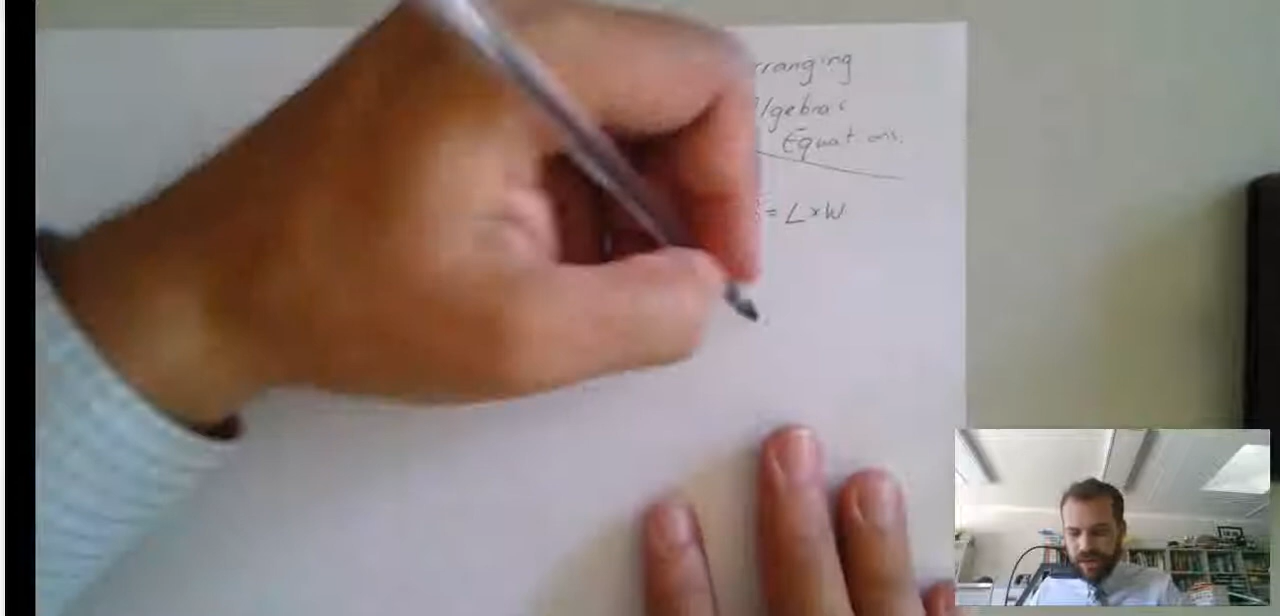 rranging
lgebraic
Equations.
= L × W